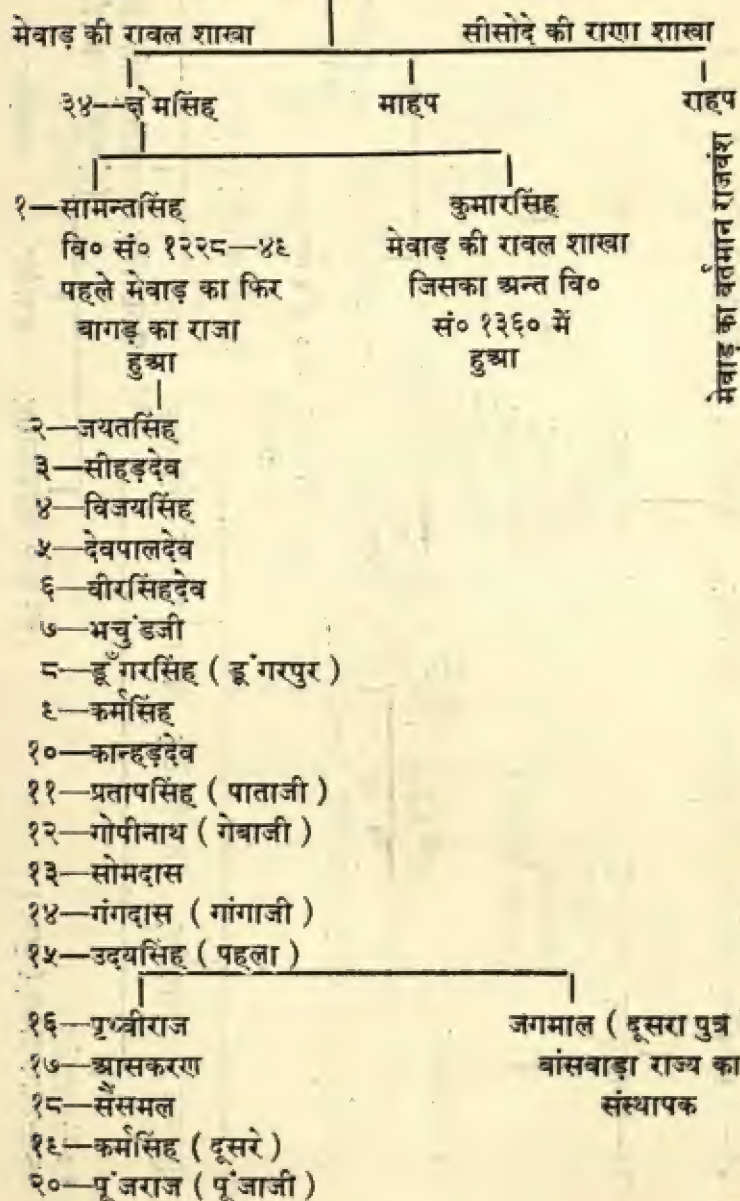 मेवाड़ की रावल शाखा सीसोदे की राणा शाखा
३४—क्षेमसिंह माहप राहप
१—सामन्तसिंह
वि० सं० १२२८—४९
पहले मेवाड़ का फिर
बागड़ का राजा
हुआ
कुमारसिंह
मेवाड़ की रावल शाखा
जिसका अन्त वि०
सं० १३६० में
हुआ
मेवाड़ का वर्तमान राजवंश
२—जयतसिंह
३—सीहड़देव
४—विजयसिंह
५—देवपालदेव
६—वीरसिंहदेव
७—भचुंडजी
८—डूँगरसिंह ( डूंगरपुर )
९—कर्मसिंह
१०—कान्हड़देव
११—प्रतापसिंह ( पाताजी )
१२—गोपीनाथ ( गेबाजी )
१३—सोमदास
१४—गंगदास ( गांगाजी )
१५—उदयसिंह ( पहला )
१६—पृथ्वीराज
१७—आसकरण
१८—सैंसमल
१९—कर्मसिंह ( दूसरे )
२०—पूंजराज ( पूंजाजी )
जगमाल ( दूसरा पुत्र
बांसवाड़ा राज्य का
संस्थापक